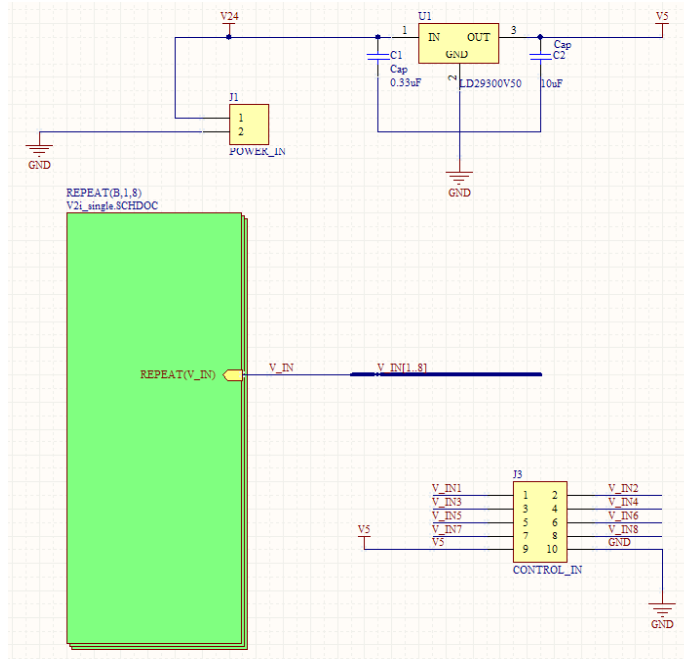 V24
U1
V5
1
IN
OUT
3
GND
2
C1
Cap
0.33uF
Cap
C2
10uF
LD29300V50
J1
1
2
POWER_IN
GND
GND
REPEAT(B,1,8)
V2i_single.SCHDOC
REPEAT(V_IN)
V_IN
V_IN[1..8]
J3
V_IN1
1
2
V_IN2
V_IN3
3
4
V_IN4
V_IN5
5
6
V_IN6
V_IN7
7
8
V_IN8
V5
V5
9
10
GND
CONTROL_IN
GND